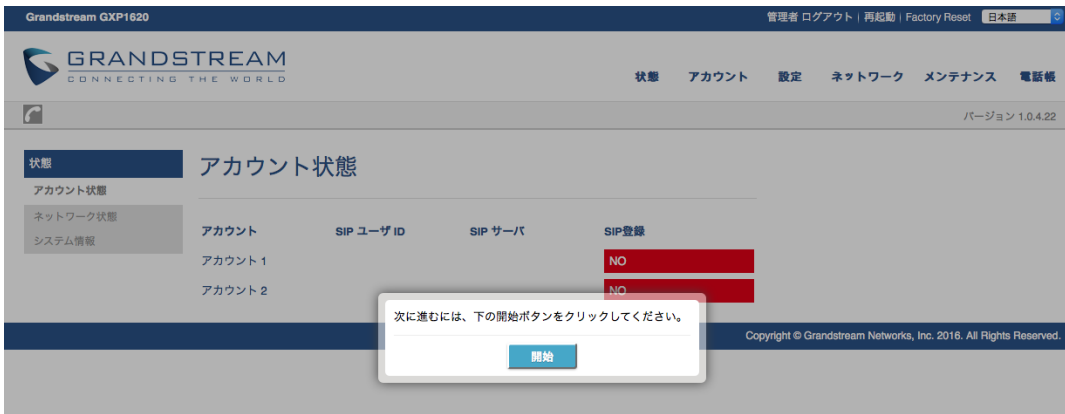 Grandstream GXP1620
管理者 ログアウト | 再起動 | Factory Reset 日本語
GRANDSTREAM
CONNECTING THE WORLD
状態 アカウント 設定 ネットワーク メンテナンス 電話帳
バージョン 1.0.4.22
状態
アカウント状態
ネットワーク状態
システム情報
アカウント状態
アカウント SIP ユーザ ID SIP サーバ SIP登録
アカウント 1 NO
アカウント 2 NO
次に進むには、下の開始ボタンをクリックしてください。
開始
Copyright © Grandstream Networks, Inc. 2016. All Rights Reserved.